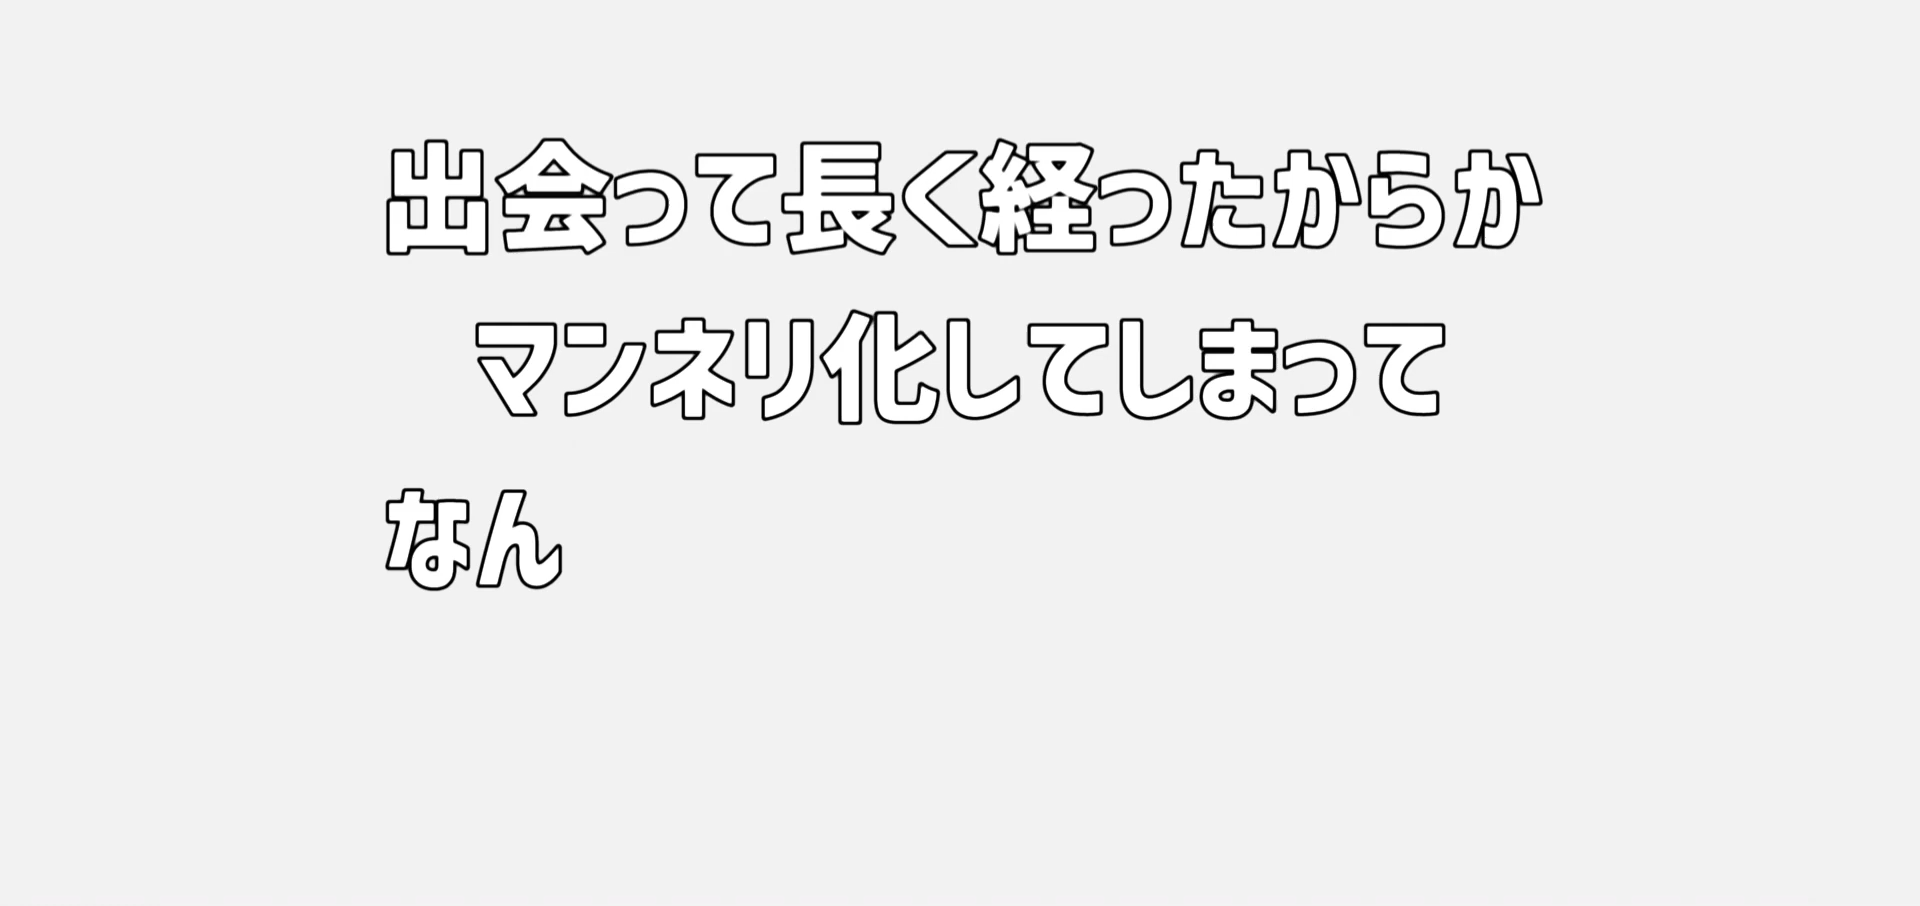 出会って長く経ったからか
マンネリ化してしまって
なん